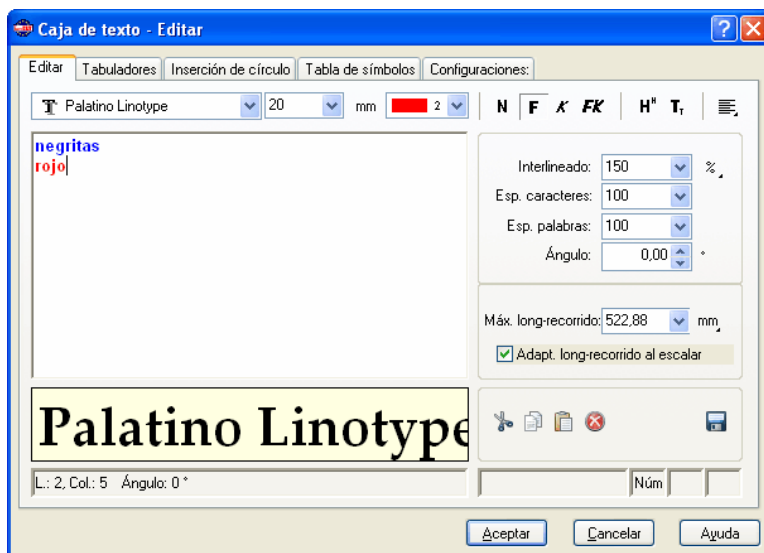 Caja de texto - Editar
Editar Tabuladores Inserción de círculo Tabla de símbolos Configuraciones:
Palatino Linotype 20 mm 2 N F K FK H^H T_T
negritas
rojo
Interlineado: 150 %
Esp. caracteres: 100
Esp. palabras: 100
Ángulo: 0,00 °
Máx. long-recorrido: 522,88 mm
Adapt. long-recorrido al escalar
Palatino Linotype
L.: 2, Col.: 5 Ángulo: 0 °
Núm
Aceptar Cancelar Ayuda